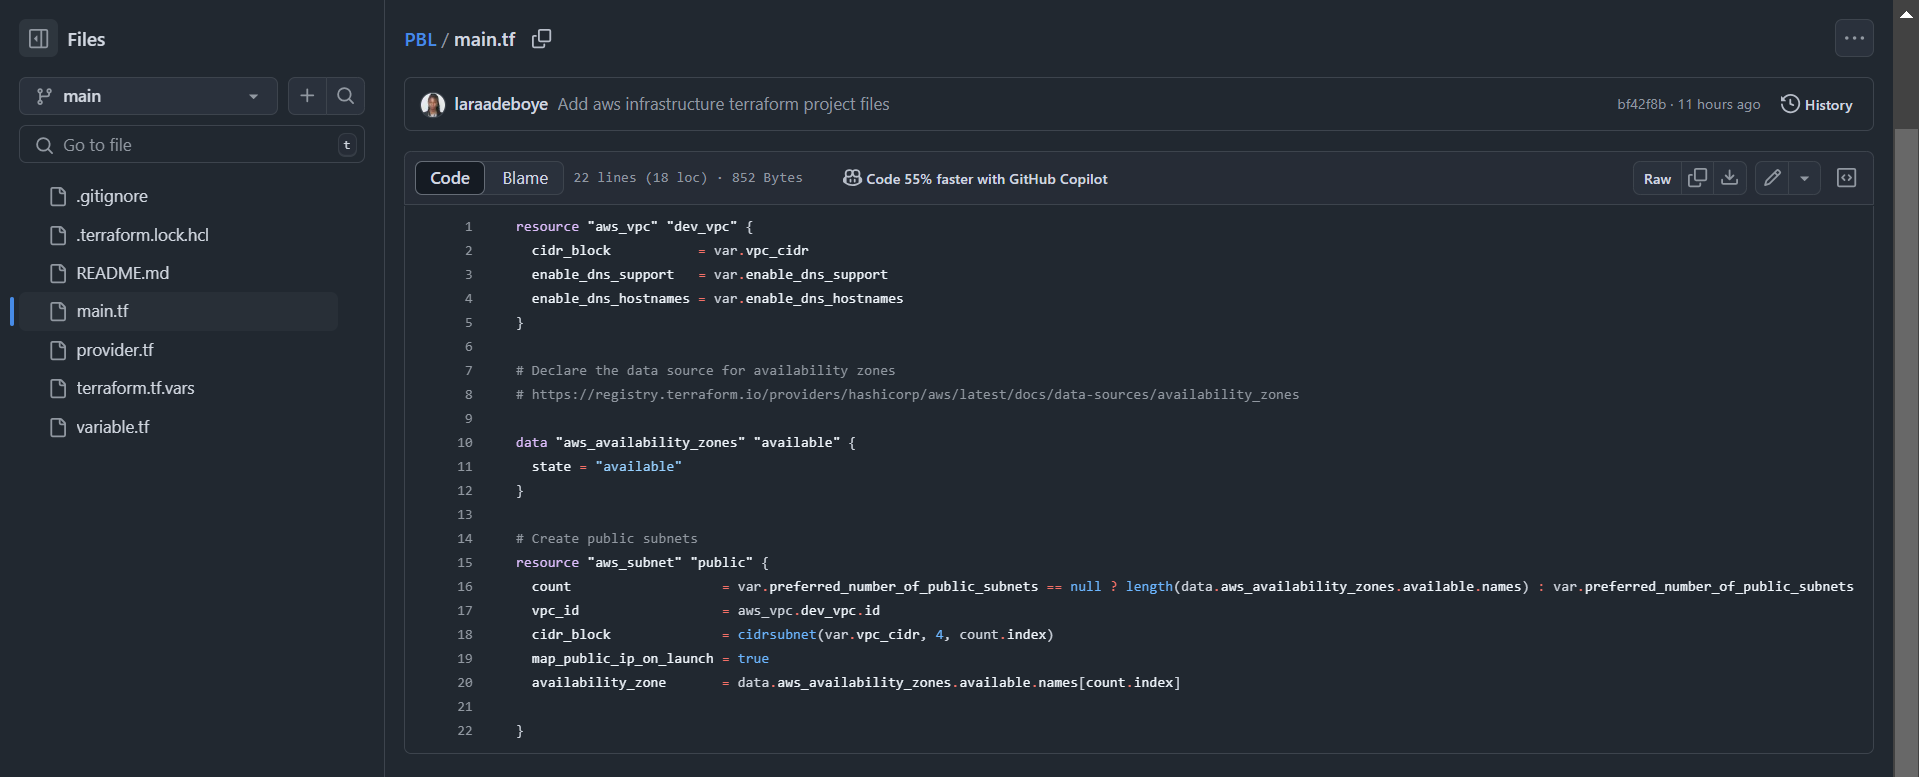 Files
main
Go to file
t
.gitignore
.terraform.lock.hcl
README.md
main.tf
provider.tf
terraform.tf.vars
variable.tf
PBL / main.tf
laraadeboye Add aws infrastructure terraform project files
bf42f8b · 11 hours ago History
Code Blame 22 lines (18 loc) · 852 Bytes Code 55% faster with GitHub Copilot Raw
1 resource "aws_vpc" "dev_vpc" {
2   cidr_block           = var.vpc_cidr
3   enable_dns_support   = var.enable_dns_support
4   enable_dns_hostnames = var.enable_dns_hostnames
5 }
6
7 # Declare the data source for availability zones
8 # https://registry.terraform.io/providers/hashicorp/aws/latest/docs/data-sources/availability_zones
9
10 data "aws_availability_zones" "available" {
11   state = "available"
12 }
13
14 # Create public subnets
15 resource "aws_subnet" "public" {
16   count                   = var.preferred_number_of_public_subnets == null ? length(data.aws_availability_zones.available.names) : var.preferred_number_of_public_subnets
17   vpc_id                  = aws_vpc.dev_vpc.id
18   cidr_block              = cidrsubnet(var.vpc_cidr, 4, count.index)
19   map_public_ip_on_launch = true
20   availability_zone       = data.aws_availability_zones.available.names[count.index]
21
22 }